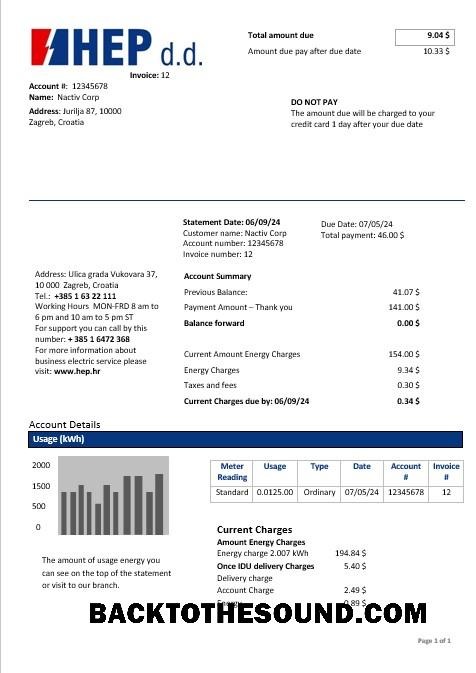 HEP d.d.
Total amount due 9.04 $
Amount due pay after due date 10.33 $
Invoice: 12
Account #: 12345678
Name: Nactiv Corp
Address: Jurilja 87, 10000
Zagreb, Croatia
DO NOT PAY
The amount due will be charged to your
credit card 1 day after your due date
Statement Date: 06/09/24
Customer name: Nactiv Corp
Account number: 12345678
Invoice number: 12
Due Date: 07/05/24
Total payment: 46.00 $
Address: Ulica grada Vukovara 37,
10 000 Zagreb, Croatia
Tel.: +385 1 63 22 111
Working Hours MON-FRD 8 am to
6 pm and 10 am to 5 pm ST
For support you can call by this
number: + 385 1 6472 368
For more information about
business electric service please
visit: www.hep.hr
Account Summary
Previous Balance: 41.07 $
Payment Amount – Thank you 141.00 $
Balance forward 0.00 $
Current Amount Energy Charges 154.00 $
Energy Charges 9.34 $
Taxes and fees 0.30 $
Current Charges due by: 06/09/24 0.34 $
Account Details
Usage (kWh)
2000
1500
500
0
The amount of usage energy you
can see on the top of the statement
or visit to our branch.
Meter Reading Usage Type Date Account # Invoice #
Standard 0.0125.00 Ordinary 07/05/24 12345678 12
Current Charges
Amount Energy Charges
Energy charge 2.007 kWh 194.84 $
Once IDU delivery Charges 5.40 $
Delivery charge
Account Charge 2.49 $
Energy 0.89 $
BACKTOTHESOUND.COM
Page 1 of 1